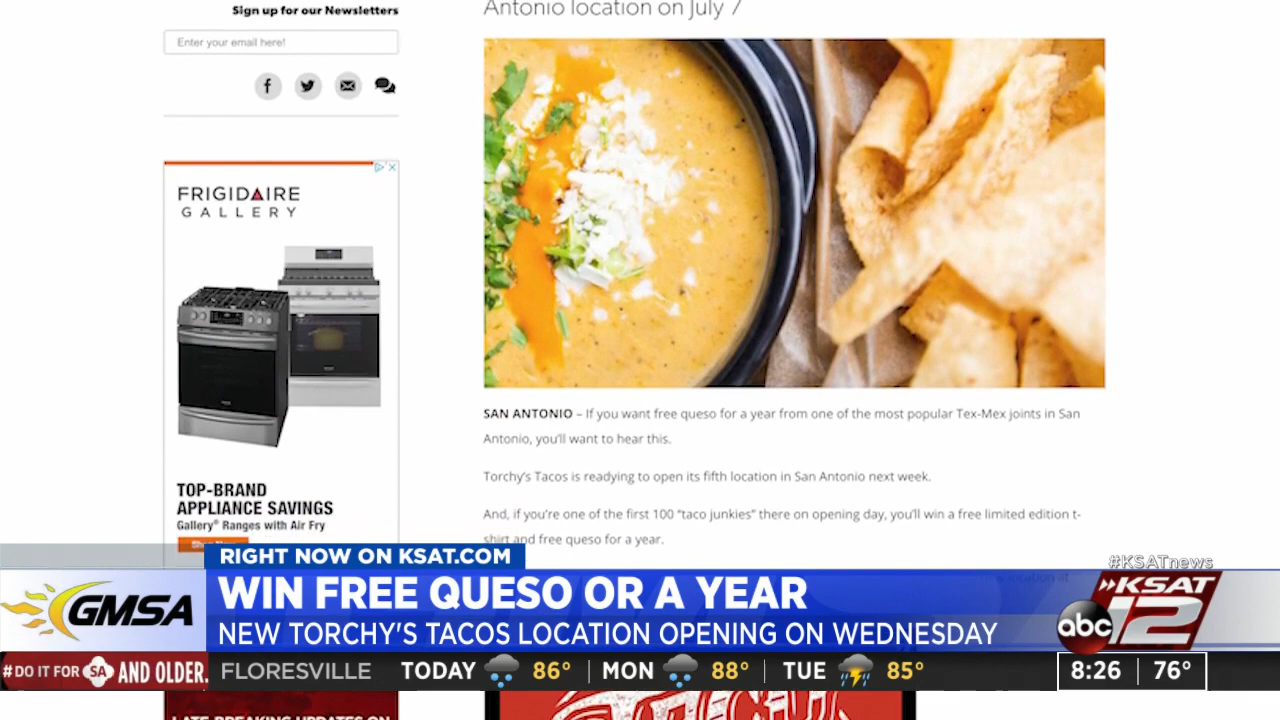 Sign up for our Newsletters
Enter your email here!
FRIGIDAIRE
GALLERY
TOP-BRAND
APPLIANCE SAVINGS
Gallery® Ranges with Air Fry
Antonio location on July 7
SAN ANTONIO – If you want free queso for a year from one of the most popular Tex-Mex joints in San
Antonio, you'll want to hear this.
Torchy's Tacos is readying to open its fifth location in San Antonio next week.
And, if you're one of the first 100 "taco junkies" there on opening day, you'll win a free limited edition t-
shirt and free queso for a year.
RIGHT NOW ON KSAT.COM
#KSATnews
GMSA
WIN FREE QUESO OR A YEAR
NEW TORCHY'S TACOS LOCATION OPENING ON WEDNESDAY
abc KSAT 12
#DO IT FOR SA AND OLDER.
FLORESVILLE TODAY 86° MON 88° TUE 85°
8:26 76°
LATE-BREAKING UPDATES ON